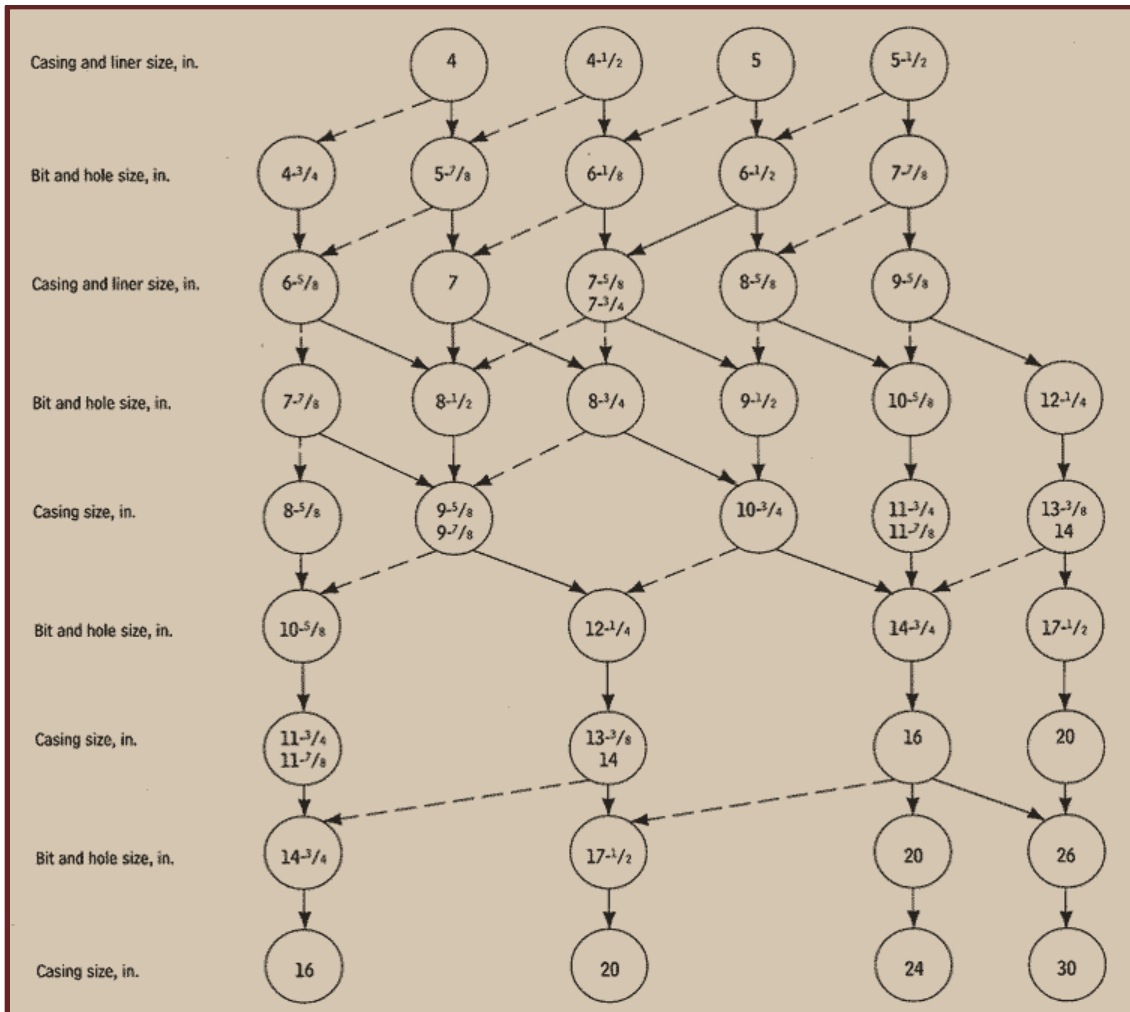 Casing and liner size, in. 4 4-1/2 5 5-1/2
Bit and hole size, in. 4-3/4 5-7/8 6-1/8 6-1/2 7-7/8
Casing and liner size, in. 6-5/8 7 7-5/8 8-5/8 9-5/8
7-3/4
Bit and hole size, in. 7-7/8 8-1/2 8-3/4 9-1/2 10-5/8 12-1/4
Casing size, in. 8-5/8 9-5/8 10-3/4 11-3/4 13-3/8
9-7/8 11-7/8 14
Bit and hole size, in. 10-5/8 12-1/4 14-3/4 17-1/2
Casing size, in. 11-3/4 13-3/8 16 20
11-7/8 14
Bit and hole size, in. 14-3/4 17-1/2 20 26
Casing size, in. 16 20 24 30